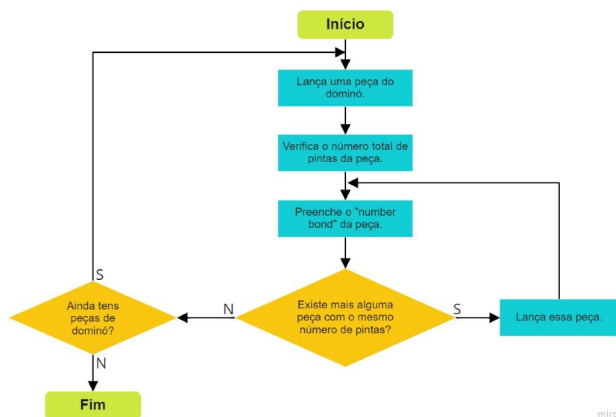 Início
Lança uma peça do
dominó.
Verifica o número total de
pintas da peça.
Preenche o "number
bond" da peça.
Existe mais alguma
peça com o mesmo
número de pintas?
S
Lança essa peça.
N
Ainda tens
peças de
dominó?
S
N
Fim
miro